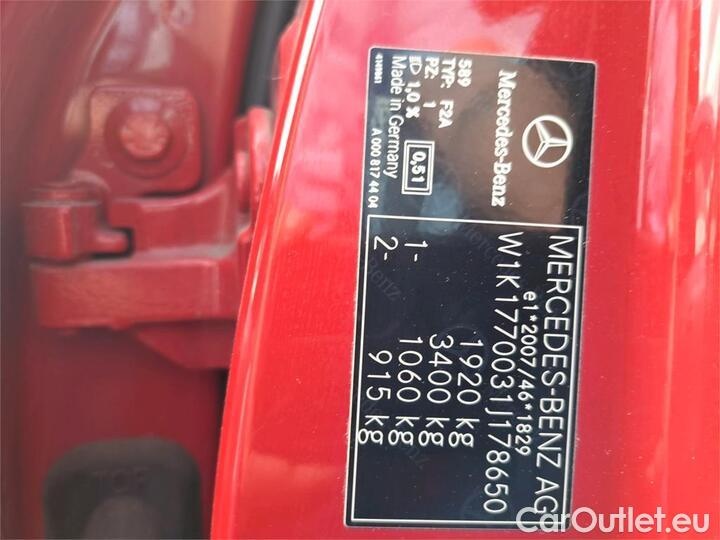 MERCEDES-BENZ AG
e1*2007/46*1829
W1K1770031J178650
1920 kg
3400 kg
1- 1060 kg
2- 915 kg
Mercedes-Benz
589
TYP: F2A
PZ: 1
1,0 % 0,51
Made in Germany
A 000 817 44 04
TOP
CarOutlet.eu